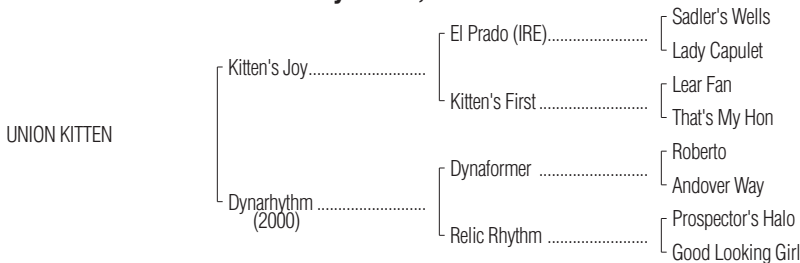 Sadler's Wells
El Prado (IRE)..........................
Lady Capulet
Kitten's Joy.............................
Lear Fan
Kitten's First ...........................
That's My Hon
UNION KITTEN
Roberto
Dynaformer ...........................
Andover Way
Dynarhythm ...........................
(2000)
Prospector's Halo
Relic Rhythm .........................
Good Looking Girl